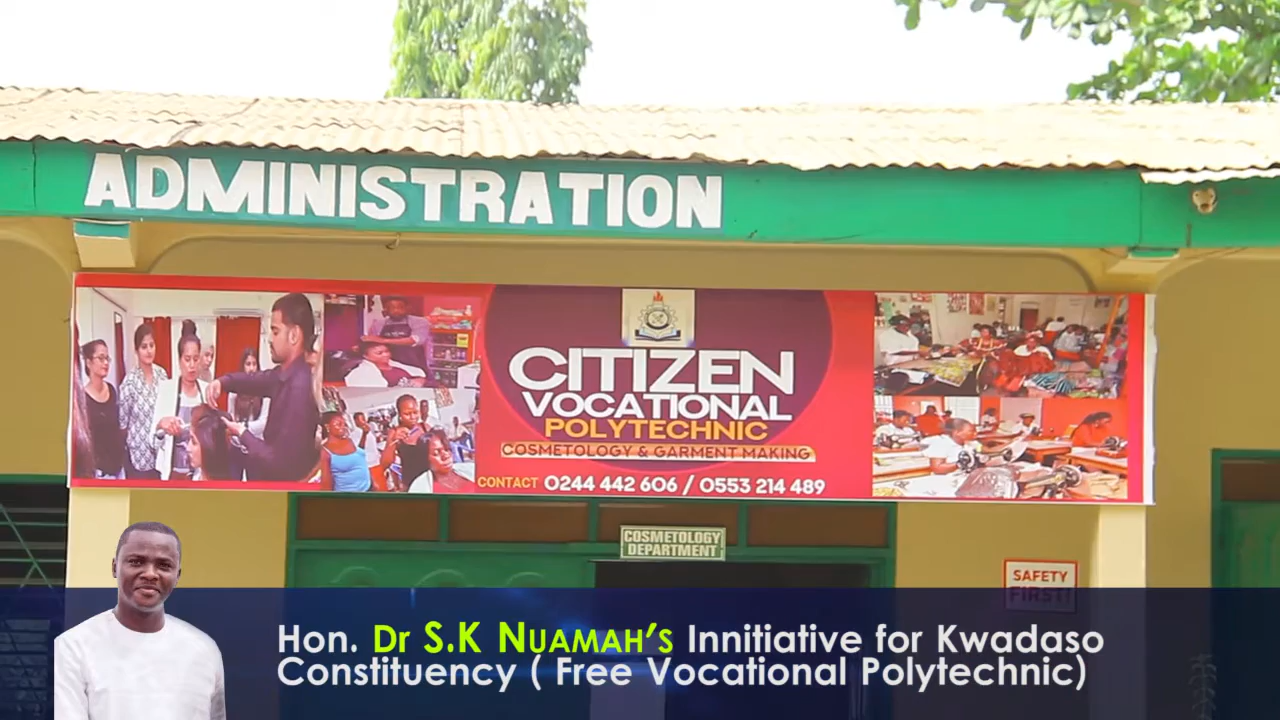 ADMINISTRATION
CITIZEN
VOCATIONAL
POLYTECHNIC
COSMETOLOGY & GARMENT MAKING
CONTACT 0244 442 606 / 0553 214 489
COSMETOLOGY
DEPARTMENT
SAFETY
FIRST!
Hon. Dr S.K Nuamah's Innitiative for Kwadaso
Constituency ( Free Vocational Polytechnic)